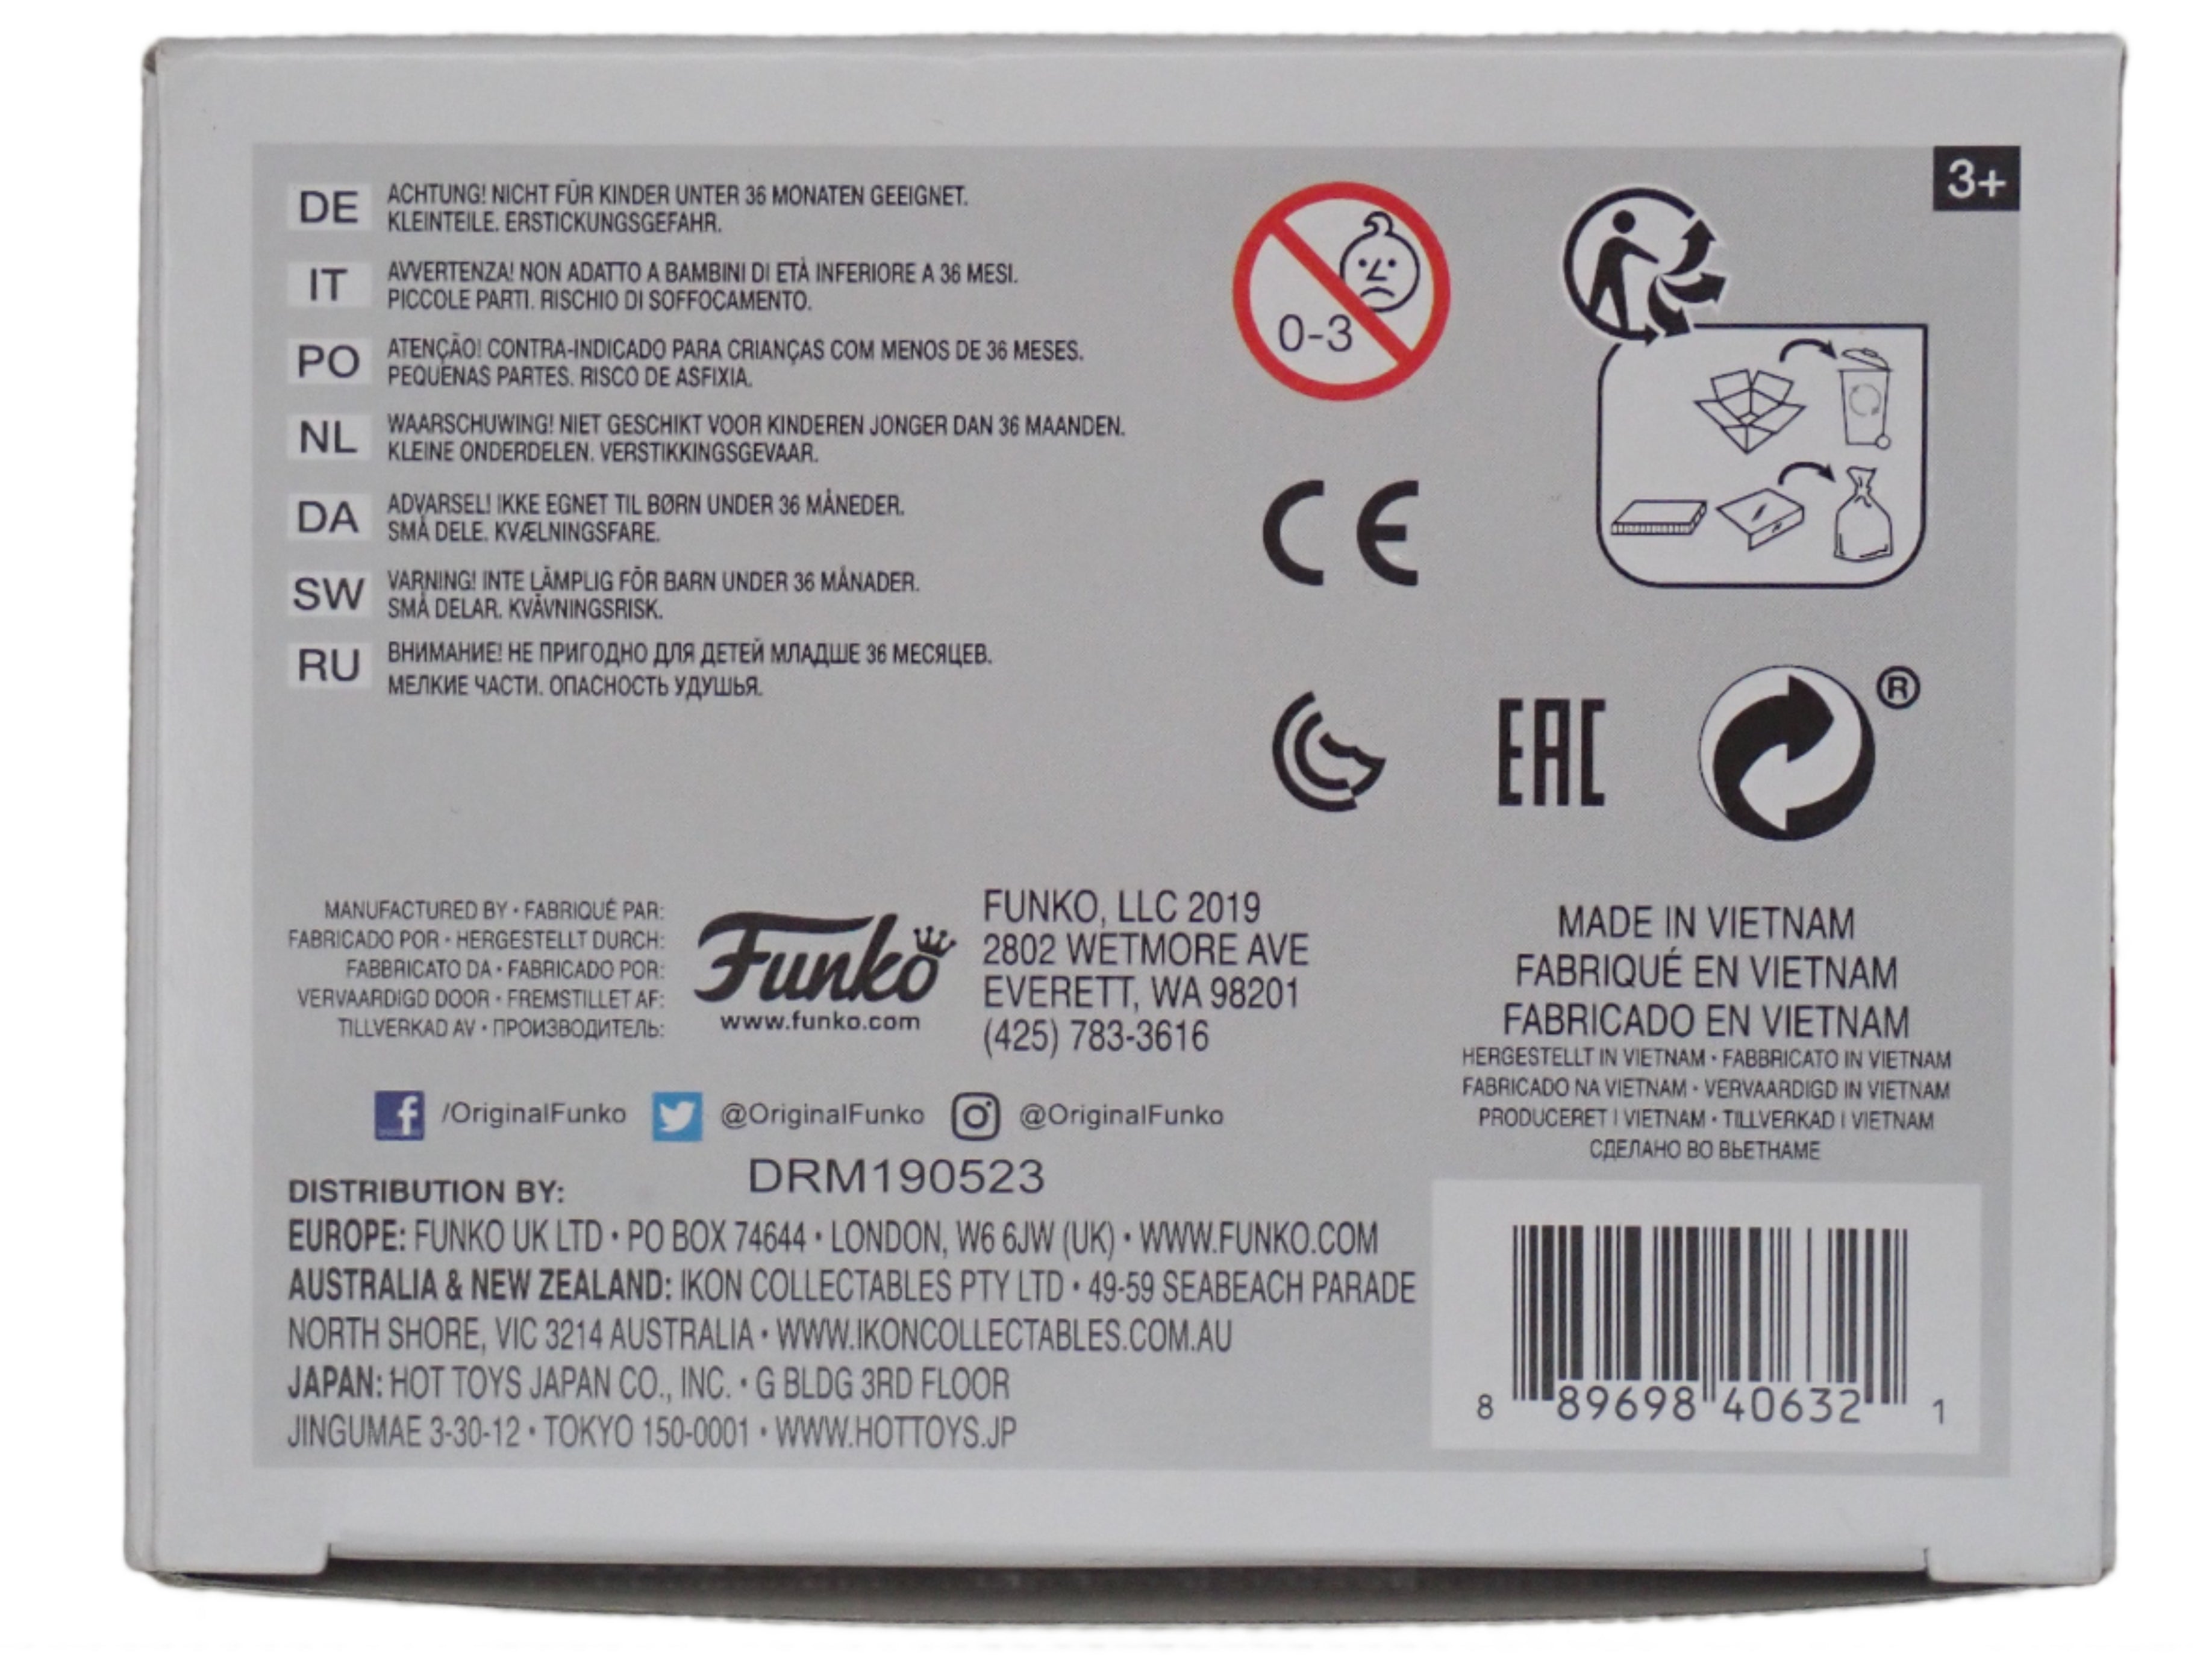 3+
DE ACHTUNG! NICHT FÜR KINDER UNTER 36 MONATEN GEEIGNET.
KLEINTEILE. ERSTICKUNGSGEFAHR.
IT AVVERTENZA! NON ADATTO A BAMBINI DI ETÀ INFERIORE A 36 MESI.
PICCOLE PARTI. RISCHIO DI SOFFOCAMENTO.
PO ATENÇÃO! CONTRA-INDICADO PARA CRIANÇAS COM MENOS DE 36 MESES.
PEQUENAS PARTES. RISCO DE ASFIXIA.
NL WAARSCHUWING! NIET GESCHIKT VOOR KINDEREN JONGER DAN 36 MAANDEN.
KLEINE ONDERDELEN. VERSTIKKINGSGEVAAR.
DA ADVARSEL! IKKE EGNET TIL BØRN UNDER 36 MÅNEDER.
SMÅ DELE. KVÆLNINGSFARE.
SW VARNING! INTE LÄMPLIG FÖR BARN UNDER 36 MÅNADER.
SMÅ DELAR. KVÄVNINGSRISK.
RU ВНИМАНИЕ! НЕ ПРИГОДНО ДЛЯ ДЕТЕЙ МЛАДШЕ 36 МЕСЯЦЕВ.
МЕЛКИЕ ЧАСТИ. ОПАСНОСТЬ УДУШЬЯ.
0-3
CE
EAC
®
MANUFACTURED BY • FABRIQUÉ PAR:
FABRICADO POR • HERGESTELLT DURCH:
FABBRICATO DA • FABRICADO POR:
VERVAARDIGD DOOR • FREMSTILLET AF:
TILLVERKAD AV • ПРОИЗВОДИТЕЛЬ:
Funko
www.funko.com
FUNKO, LLC 2019
2802 WETMORE AVE
EVERETT, WA 98201
(425) 783-3616
MADE IN VIETNAM
FABRIQUÉ EN VIETNAM
FABRICADO EN VIETNAM
HERGESTELLT IN VIETNAM • FABBRICATO IN VIETNAM
FABRICADO NA VIETNAM • VERVAARDIGD IN VIETNAM
PRODUCERET I VIETNAM • TILLVERKAD I VIETNAM
СДЕЛАНО ВО ВЬЕТНАМЕ
f /OriginalFunko @OriginalFunko @OriginalFunko
DRM190523
DISTRIBUTION BY:
EUROPE: FUNKO UK LTD • PO BOX 74644 • LONDON, W6 6JW (UK) • WWW.FUNKO.COM
AUSTRALIA & NEW ZEALAND: IKON COLLECTABLES PTY LTD • 49-59 SEABEACH PARADE
NORTH SHORE, VIC 3214 AUSTRALIA • WWW.IKONCOLLECTABLES.COM.AU
JAPAN: HOT TOYS JAPAN CO., INC. • G BLDG 3RD FLOOR
JINGUMAE 3-30-12 • TOKYO 150-0001 • WWW.HOTTOYS.JP
8 89698 40632 1